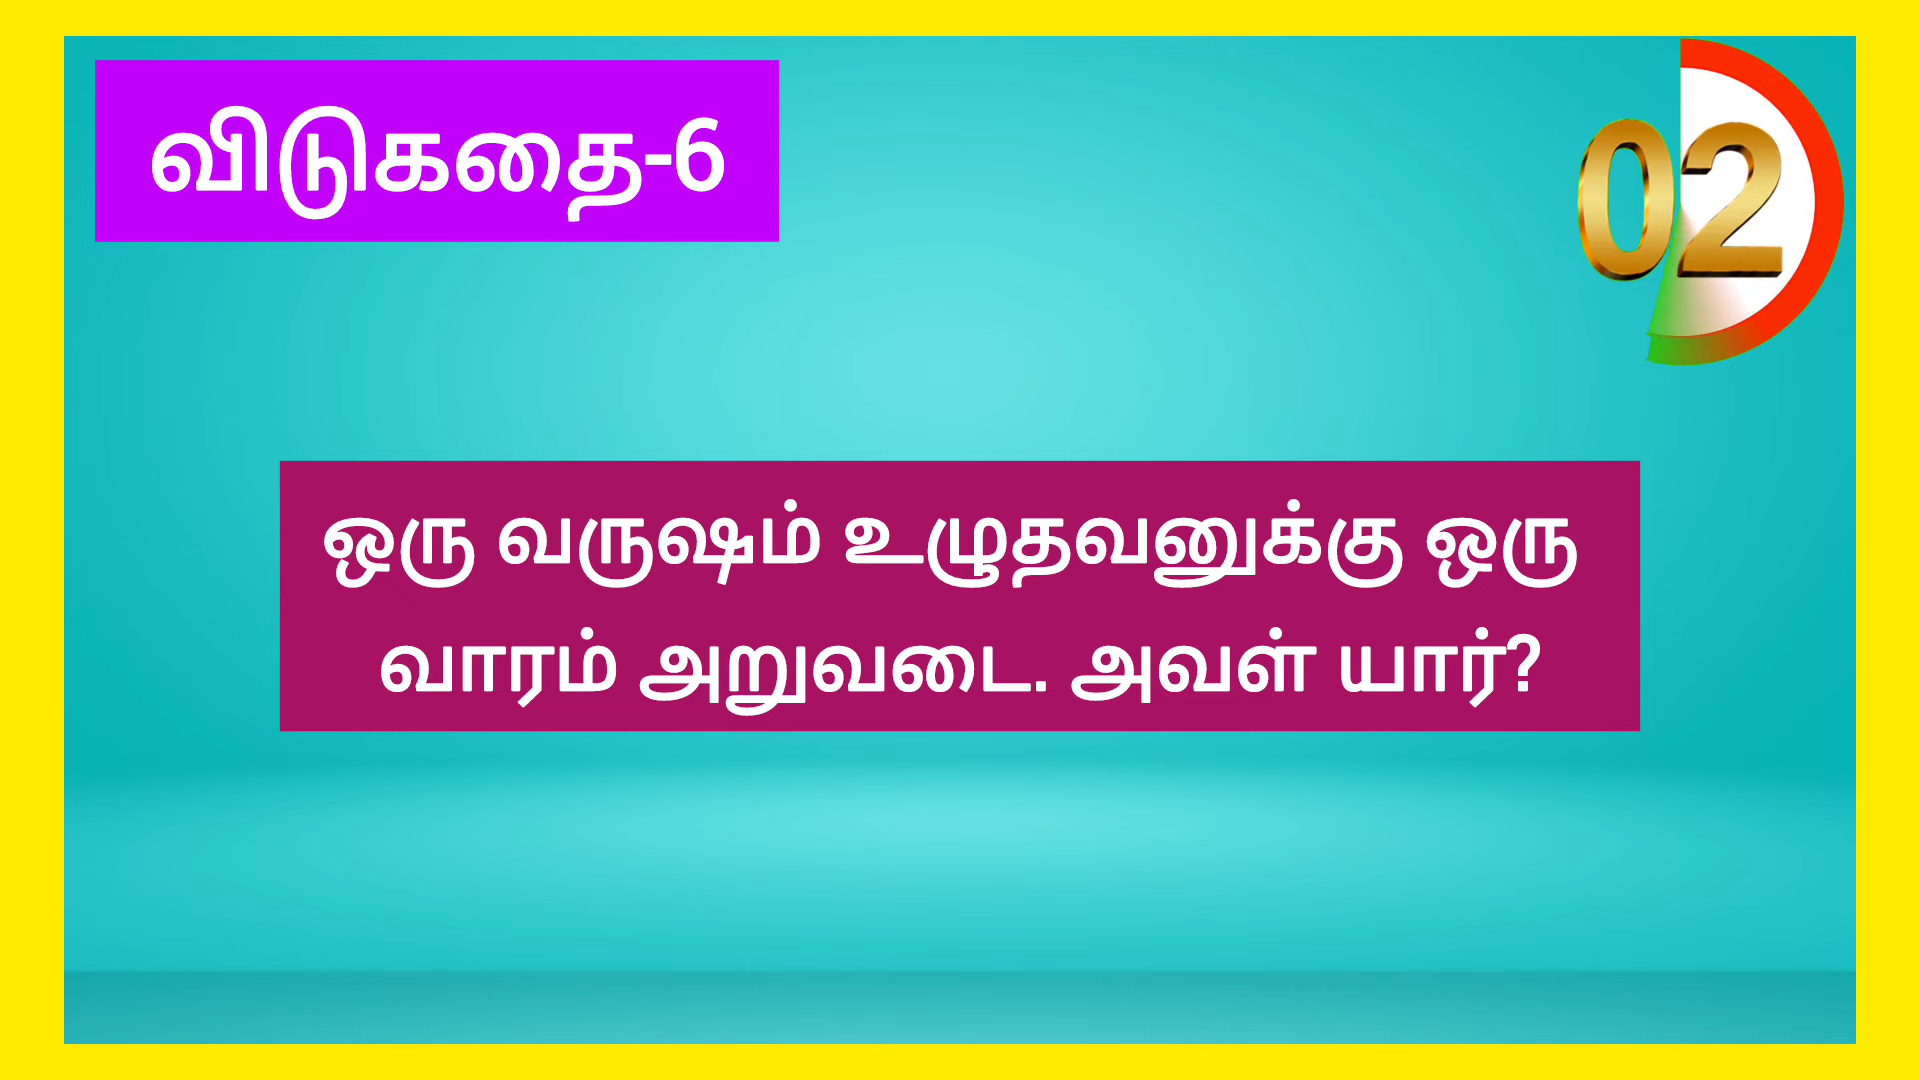 விடுகதை-6
02
ஒரு வருஷம் உழுதவனுக்கு ஒரு
வாரம் அறுவடை. அவள் யார்?